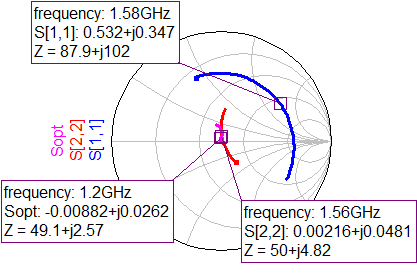 frequency: 1.58GHz
S[1,1]: 0.532+j0.347
Z = 87.9+j102
Sopt
S[2,2]
S[1,1]
frequency: 1.2GHz
Sopt: -0.00882+j0.0262
Z = 49.1+j2.57
frequency: 1.56GHz
S[2,2]: 0.00216+j0.0481
Z = 50+j4.82